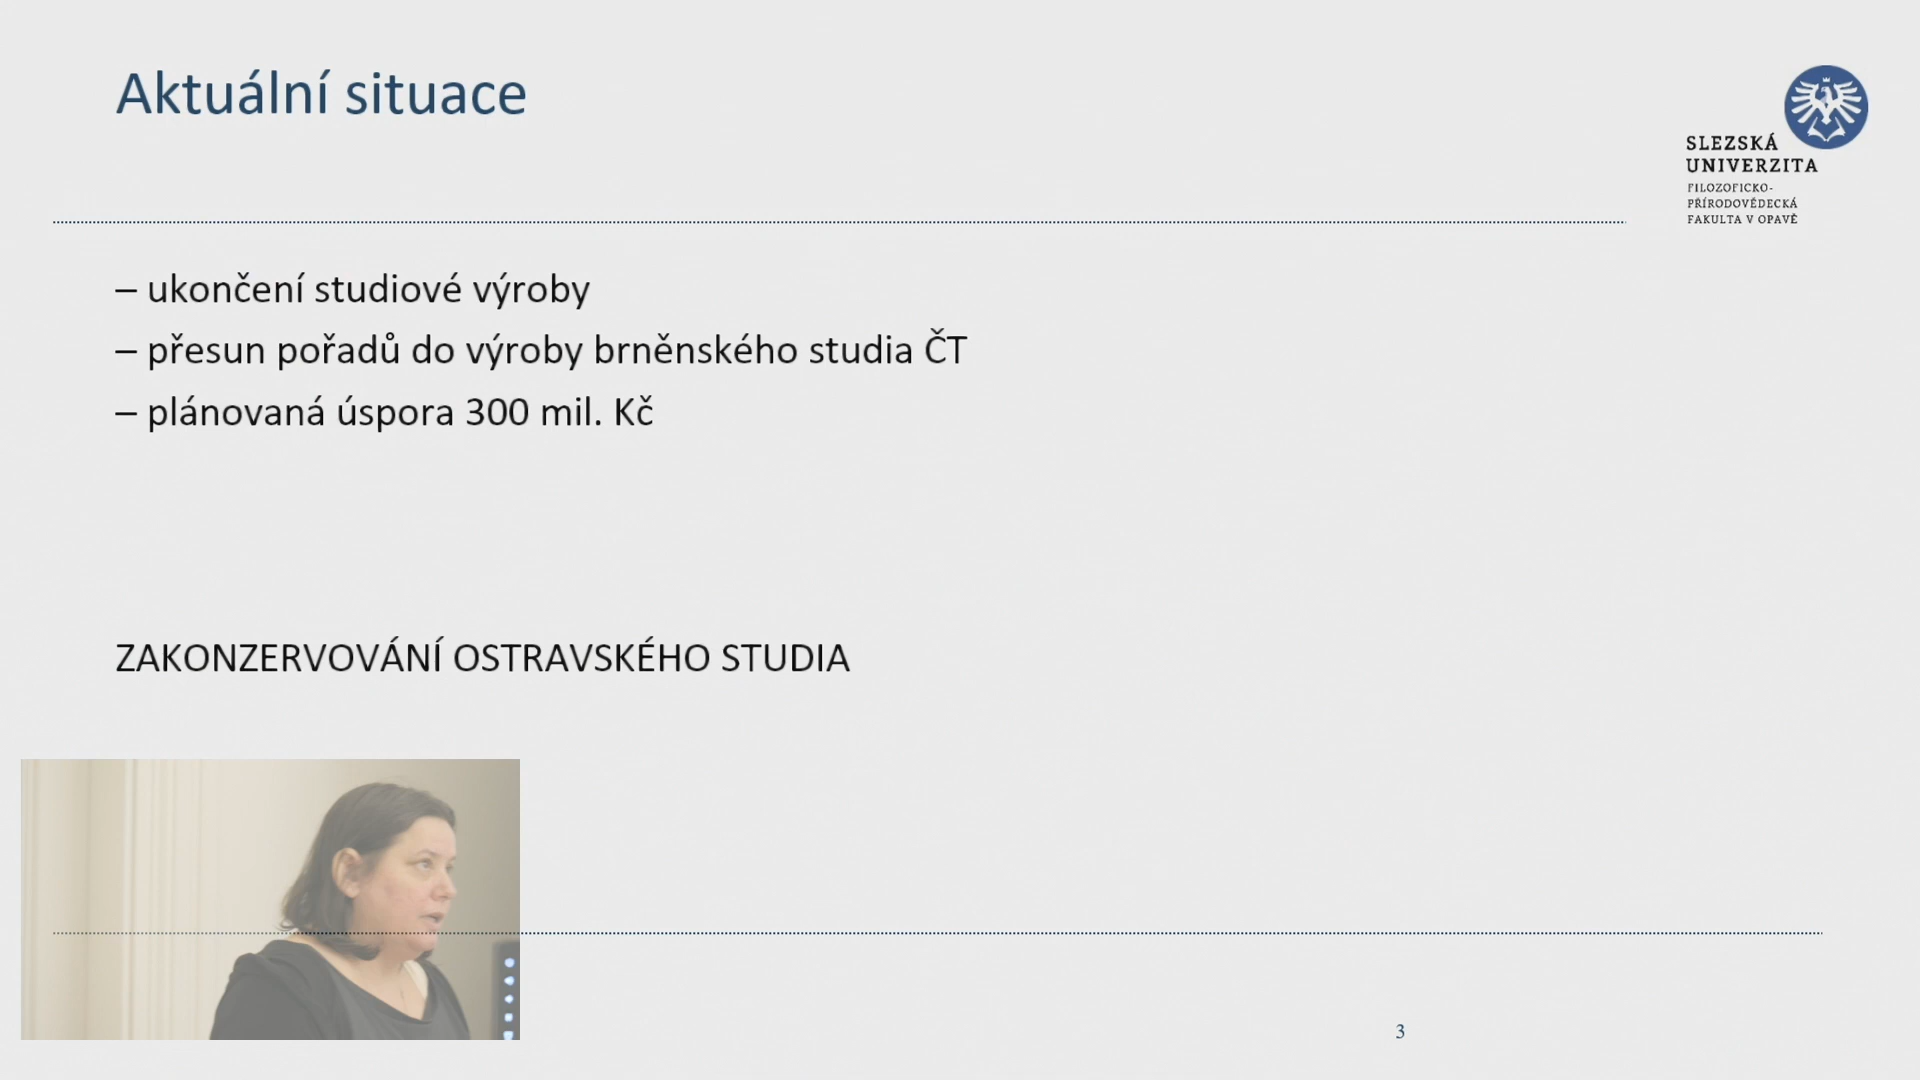 Aktuální situace
SLEZSKÁ
UNIVERZITA
FILOZOFICKO-
PŘÍRODOVĚDECKÁ
FAKULTA V OPAVĚ
– ukončení studiové výroby
– přesun pořadů do výroby brněnského studia ČT
– plánovaná úspora 300 mil. Kč
ZAKONZERVOVÁNÍ OSTRAVSKÉHO STUDIA
3